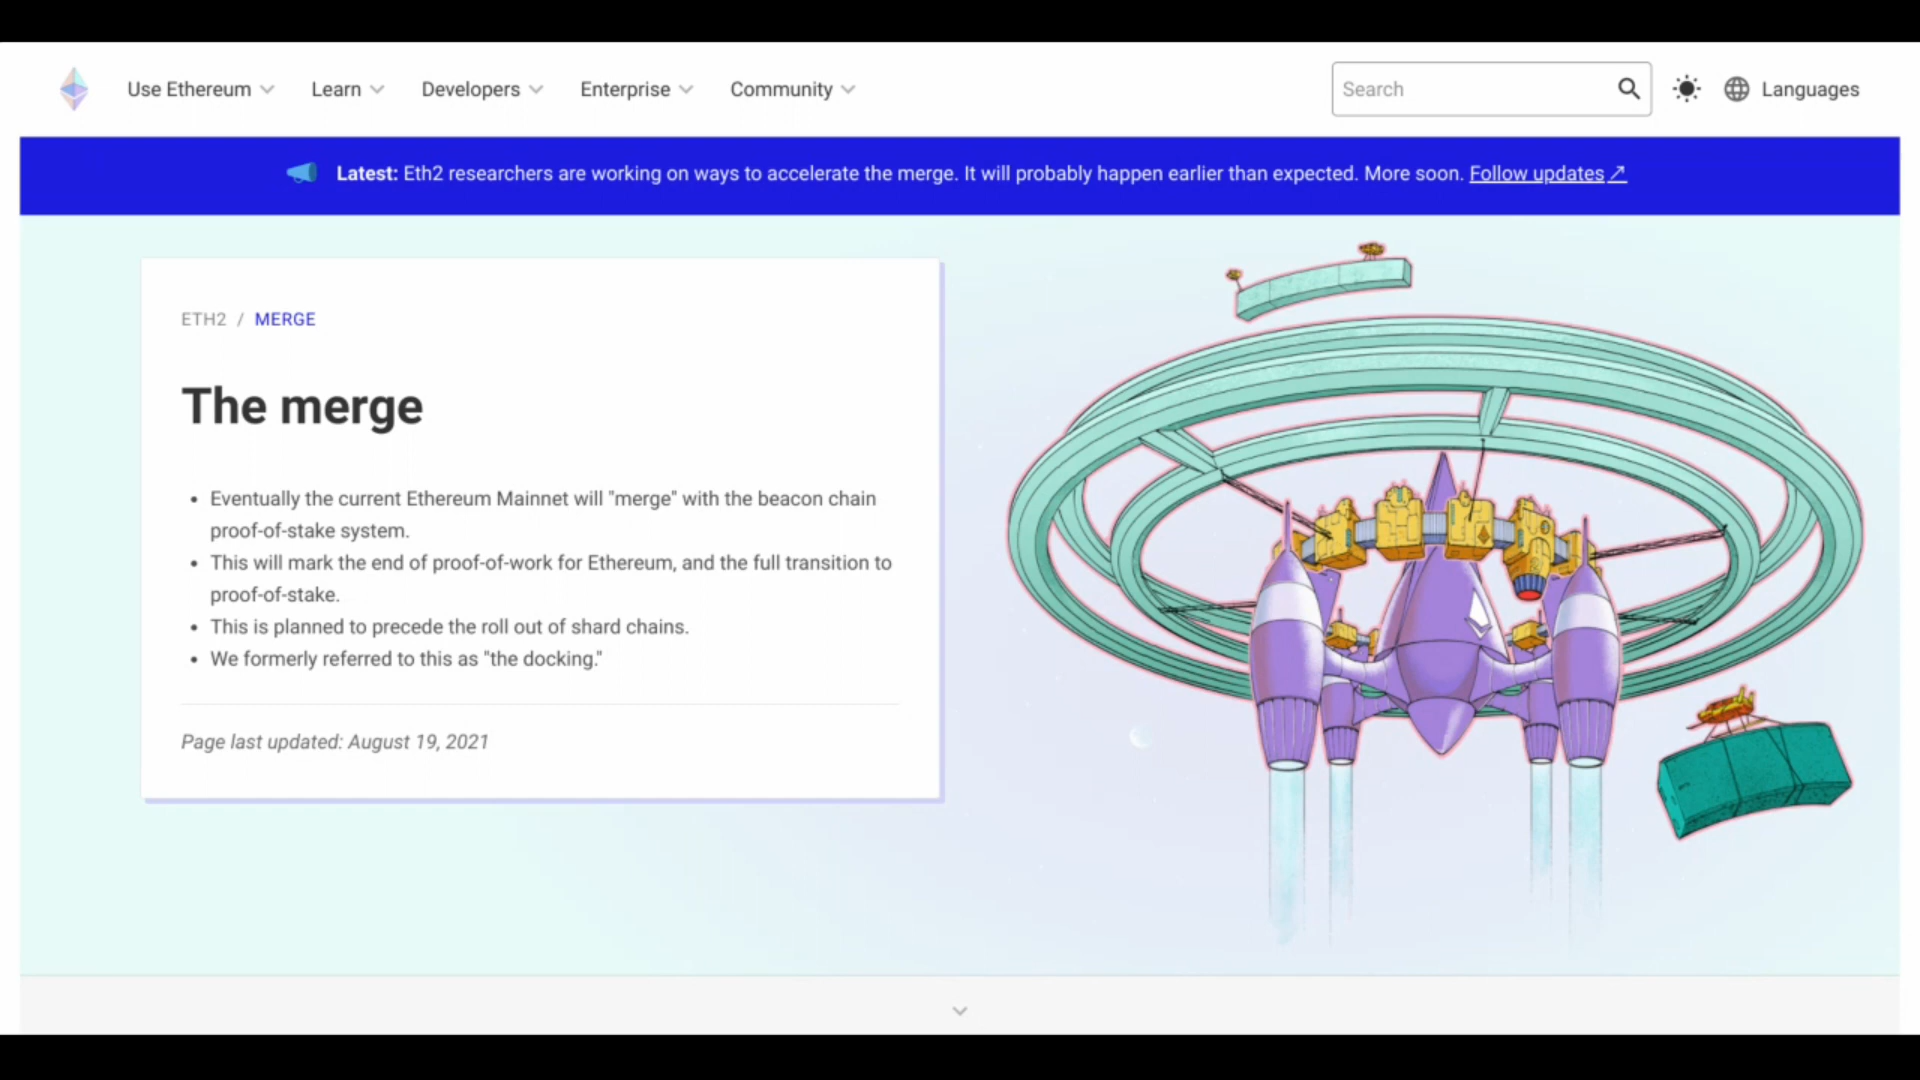 Use Ethereum Learn Developers Enterprise Community Search Languages
Latest: Eth2 researchers are working on ways to accelerate the merge. It will probably happen earlier than expected. More soon. Follow updates ↗
ETH2 / MERGE
The merge
• Eventually the current Ethereum Mainnet will "merge" with the beacon chain
proof-of-stake system.
• This will mark the end of proof-of-work for Ethereum, and the full transition to
proof-of-stake.
• This is planned to precede the roll out of shard chains.
• We formerly referred to this as "the docking."
Page last updated: August 19, 2021